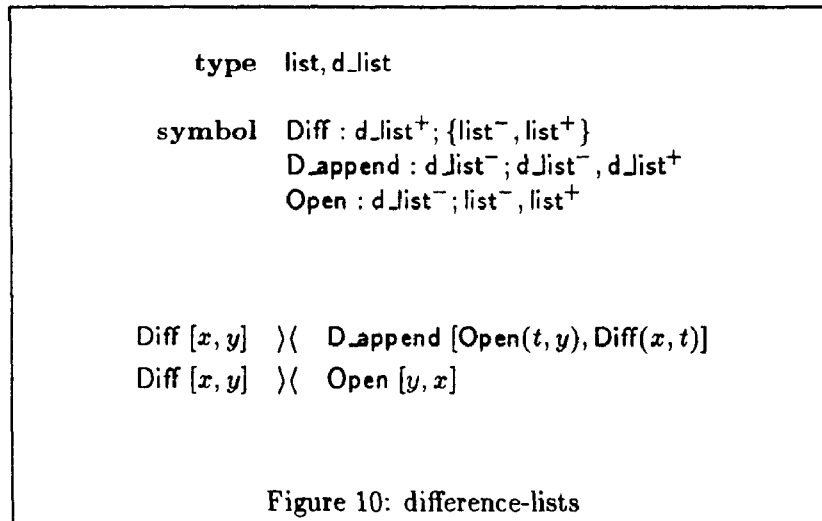 type list, d_list
symbol Diff : d_list⁺; {list⁻, list⁺}
D_append : d_list⁻; d_list⁻, d_list⁺
Open : d_list⁻; list⁻, list⁺
Diff [x, y] ⟩⟨ D_append [Open(t, y), Diff(x, t)]
Diff [x, y] ⟩⟨ Open [y, x]
Figure 10: difference-lists